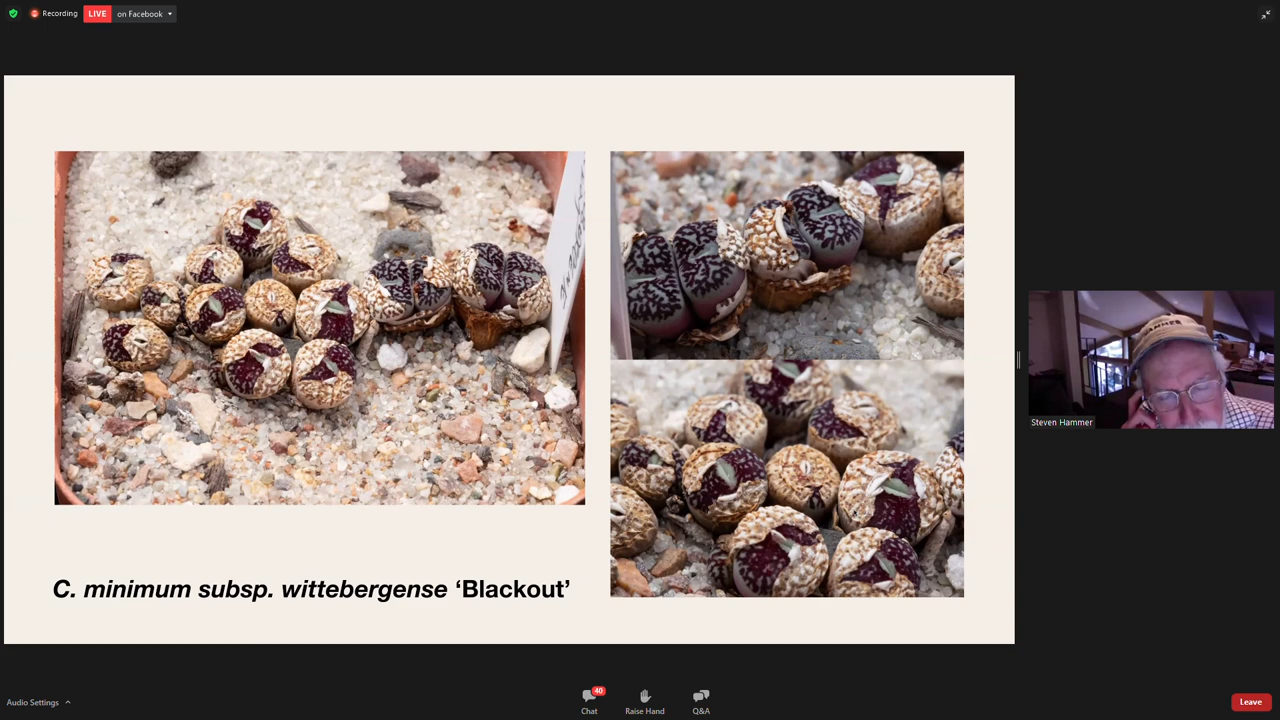 Recording
LIVE
on Facebook
C. minimum subsp. wittebergense ‘Blackout’
Steven Hammer
Audio Settings
40
Chat
Raise Hand
Q&A
Leave